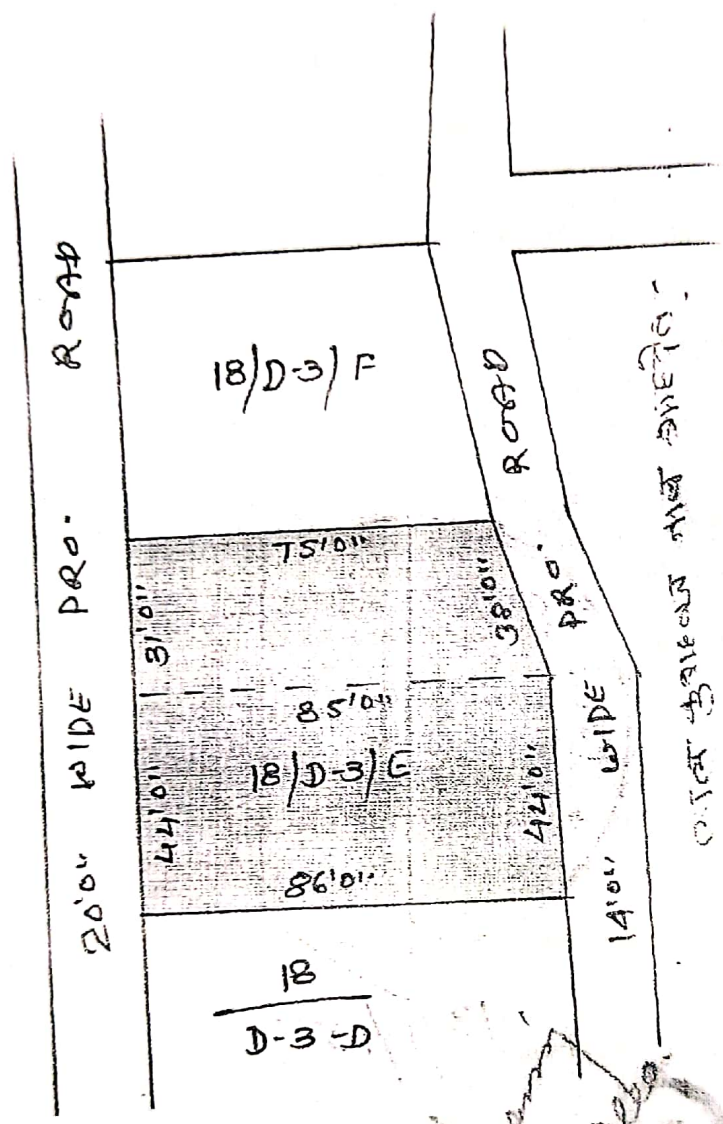 18/D-3/F
ROAD
ROAD
75'0"
31'0"
38'0"
PRO.
PRO.
85'0"
18/D-3/E
WIDE
WIDE
44'0"
44'0"
86'0"
20'0"
14'0"
18
D-3-D